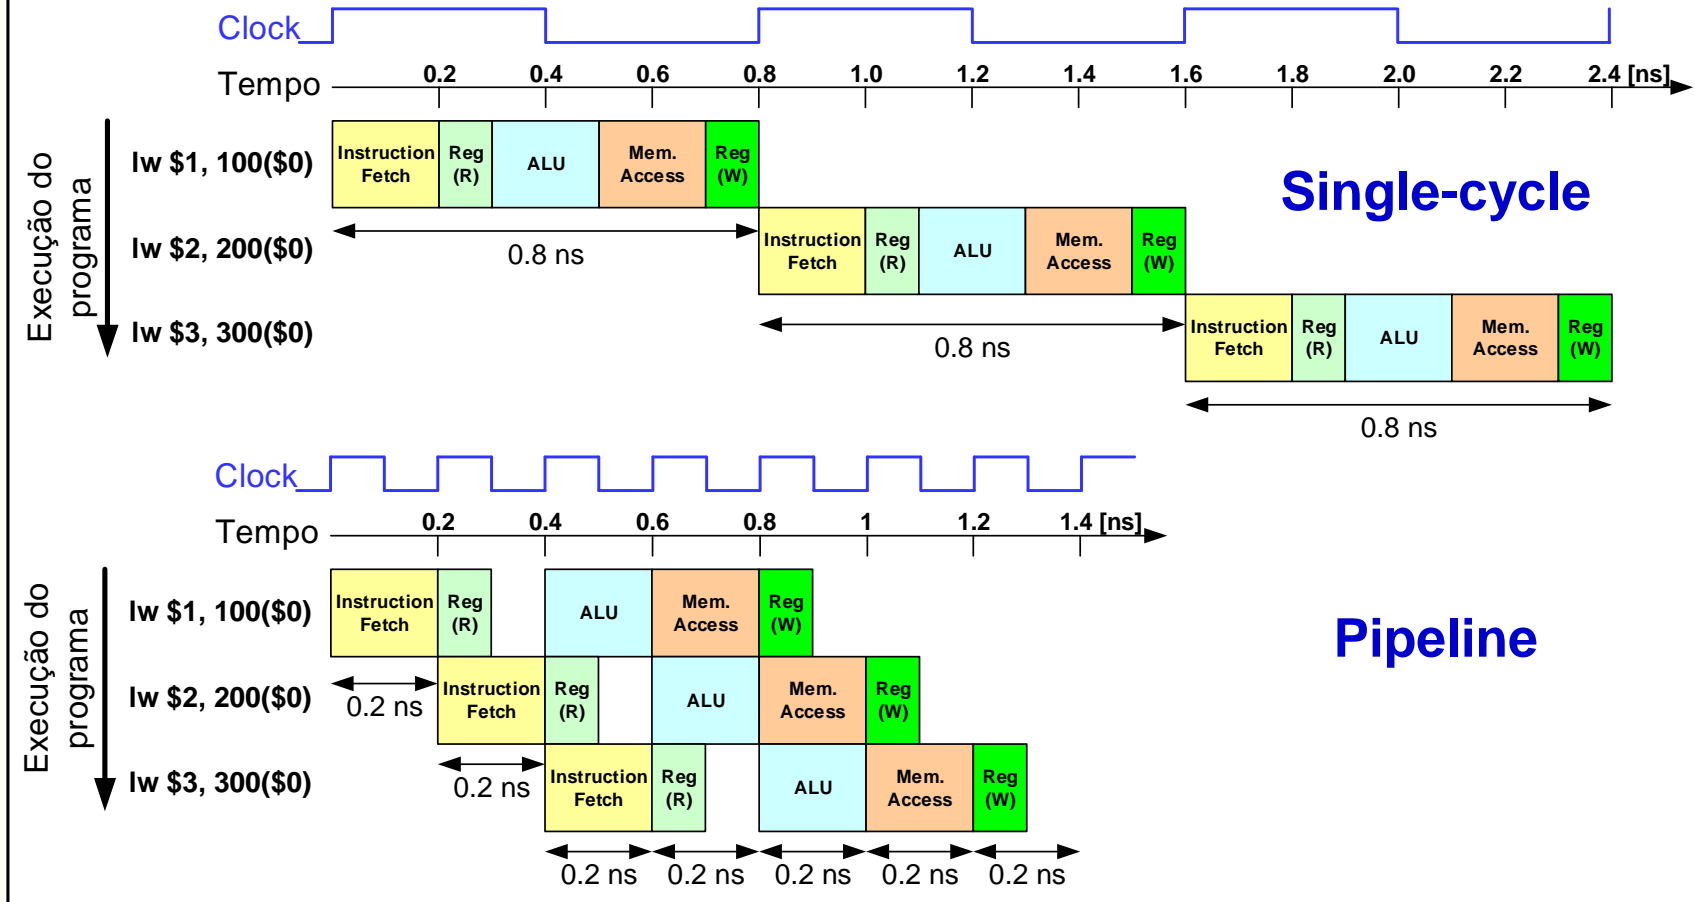 Clock
Tempo
0.2 0.4 0.6 0.8 1.0 1.2 1.4 1.6 1.8 2.0 2.2 2.4 [ns]
Execução do
programa
lw $1, 100($0)
Instruction
Fetch
Reg
(R)
ALU
Mem.
Access
Reg
(W)
Single-cycle
lw $2, 200($0)
0.8 ns
Instruction
Fetch
Reg
(R)
ALU
Mem.
Access
Reg
(W)
lw $3, 300($0)
0.8 ns
Instruction
Fetch
Reg
(R)
ALU
Mem.
Access
Reg
(W)
0.8 ns
Clock
Tempo
0.2 0.4 0.6 0.8 1 1.2 1.4 [ns]
Execução do
programa
lw $1, 100($0)
Instruction
Fetch
Reg
(R)
ALU
Mem.
Access
Reg
(W)
Pipeline
lw $2, 200($0)
0.2 ns
Instruction
Fetch
Reg
(R)
ALU
Mem.
Access
Reg
(W)
lw $3, 300($0)
0.2 ns
Instruction
Fetch
Reg
(R)
ALU
Mem.
Access
Reg
(W)
0.2 ns 0.2 ns 0.2 ns 0.2 ns 0.2 ns